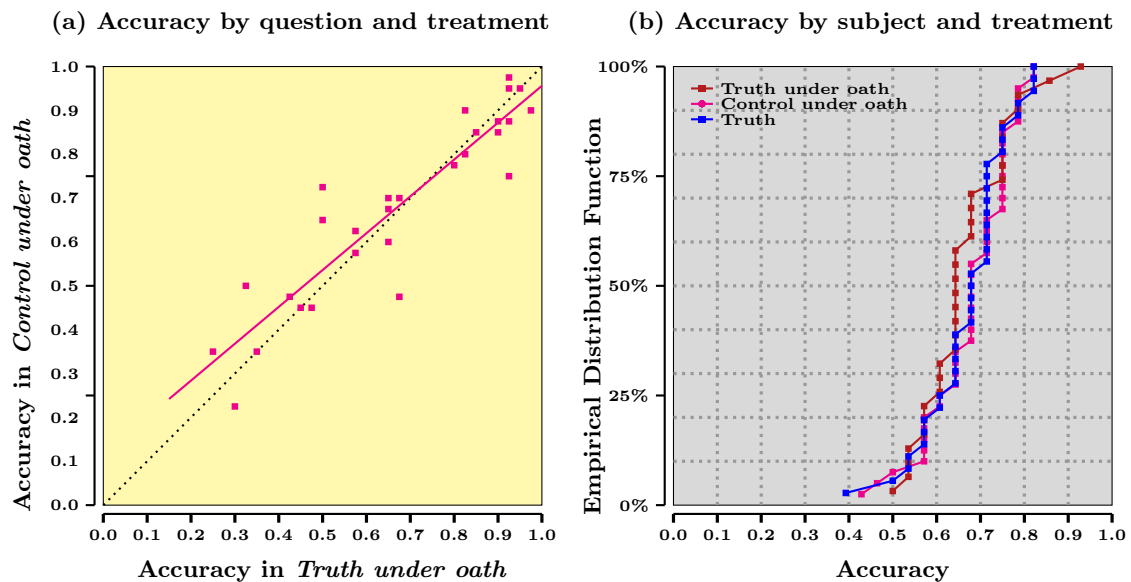 (a) Accuracy by question and treatment
1.0
0.9
0.8
0.7
0.6
0.5
0.4
0.3
0.2
0.1
0.0
Accuracy in Control under oath
0.0 0.1 0.2 0.3 0.4 0.5 0.6 0.7 0.8 0.9 1.0
Accuracy in Truth under oath
(b) Accuracy by subject and treatment
100%
75%
50%
25%
0%
Empirical Distribution Function
Truth under oath
Control under oath
Truth
0.0 0.1 0.2 0.3 0.4 0.5 0.6 0.7 0.8 0.9 1.0
Accuracy